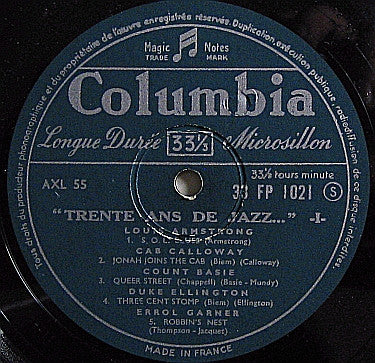 Tous droits du producteur phonographique et du propriétaire de l'œuvre enregistrée réservés. Duplication, exécution publique et radiodiffusion de ce disque interdites.
Magic Notes
TRADE MARK
Columbia
Longue Durée 33⅓ Microsillon
33⅓ tours minute
AXL 55
33 FP 1021 S
"TRENTE ANS DE JAZZ..." -I-
LOUIS ARMSTRONG
1. S.O.L. (Armstrong)
CAB CALLOWAY
2. JONAH JOINS THE CAB (Biem) (Calloway)
COUNT BASIE
3. QUEER STREET (Chappell) (Basie - Mundy)
DUKE ELLINGTON
4. THREE CENT STOMP (Biem) (Ellington)
ERROL GARNER
5. ROBBIN'S NEST
(Thompson - Jacquet)
MADE IN FRANCE